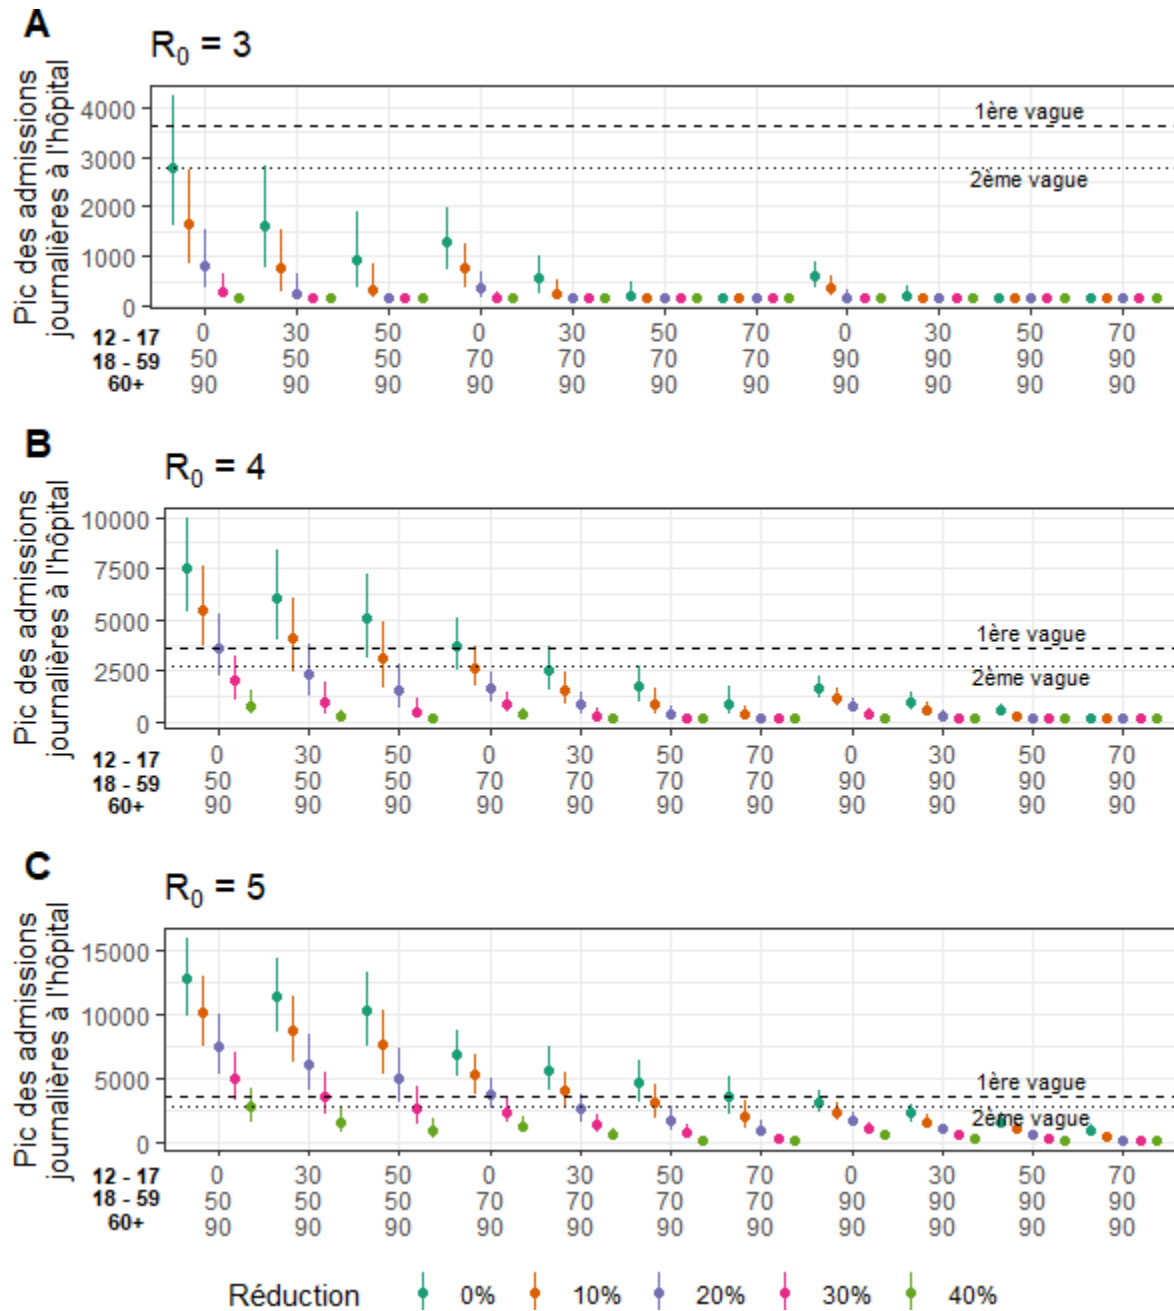 A
R0 = 3
Pic des admissions
journalières à l'hôpital
4000
3000
2000
1000
0
1ère vague
2ème vague
12 - 17 0 30 50 0 30 50 70 0 30 50 70
18 - 59 50 50 50 70 70 70 70 90 90 90 90
60+ 90 90 90 90 90 90 90 90 90 90 90
B
R0 = 4
Pic des admissions
journalières à l'hôpital
10000
7500
5000
2500
0
1ère vague
2ème vague
12 - 17 0 30 50 0 30 50 70 0 30 50 70
18 - 59 50 50 50 70 70 70 70 90 90 90 90
60+ 90 90 90 90 90 90 90 90 90 90 90
C
R0 = 5
Pic des admissions
journalières à l'hôpital
15000
10000
5000
0
1ère vague
2ème vague
12 - 17 0 30 50 0 30 50 70 0 30 50 70
18 - 59 50 50 50 70 70 70 70 90 90 90 90
60+ 90 90 90 90 90 90 90 90 90 90 90
Réduction 0% 10% 20% 30% 40%